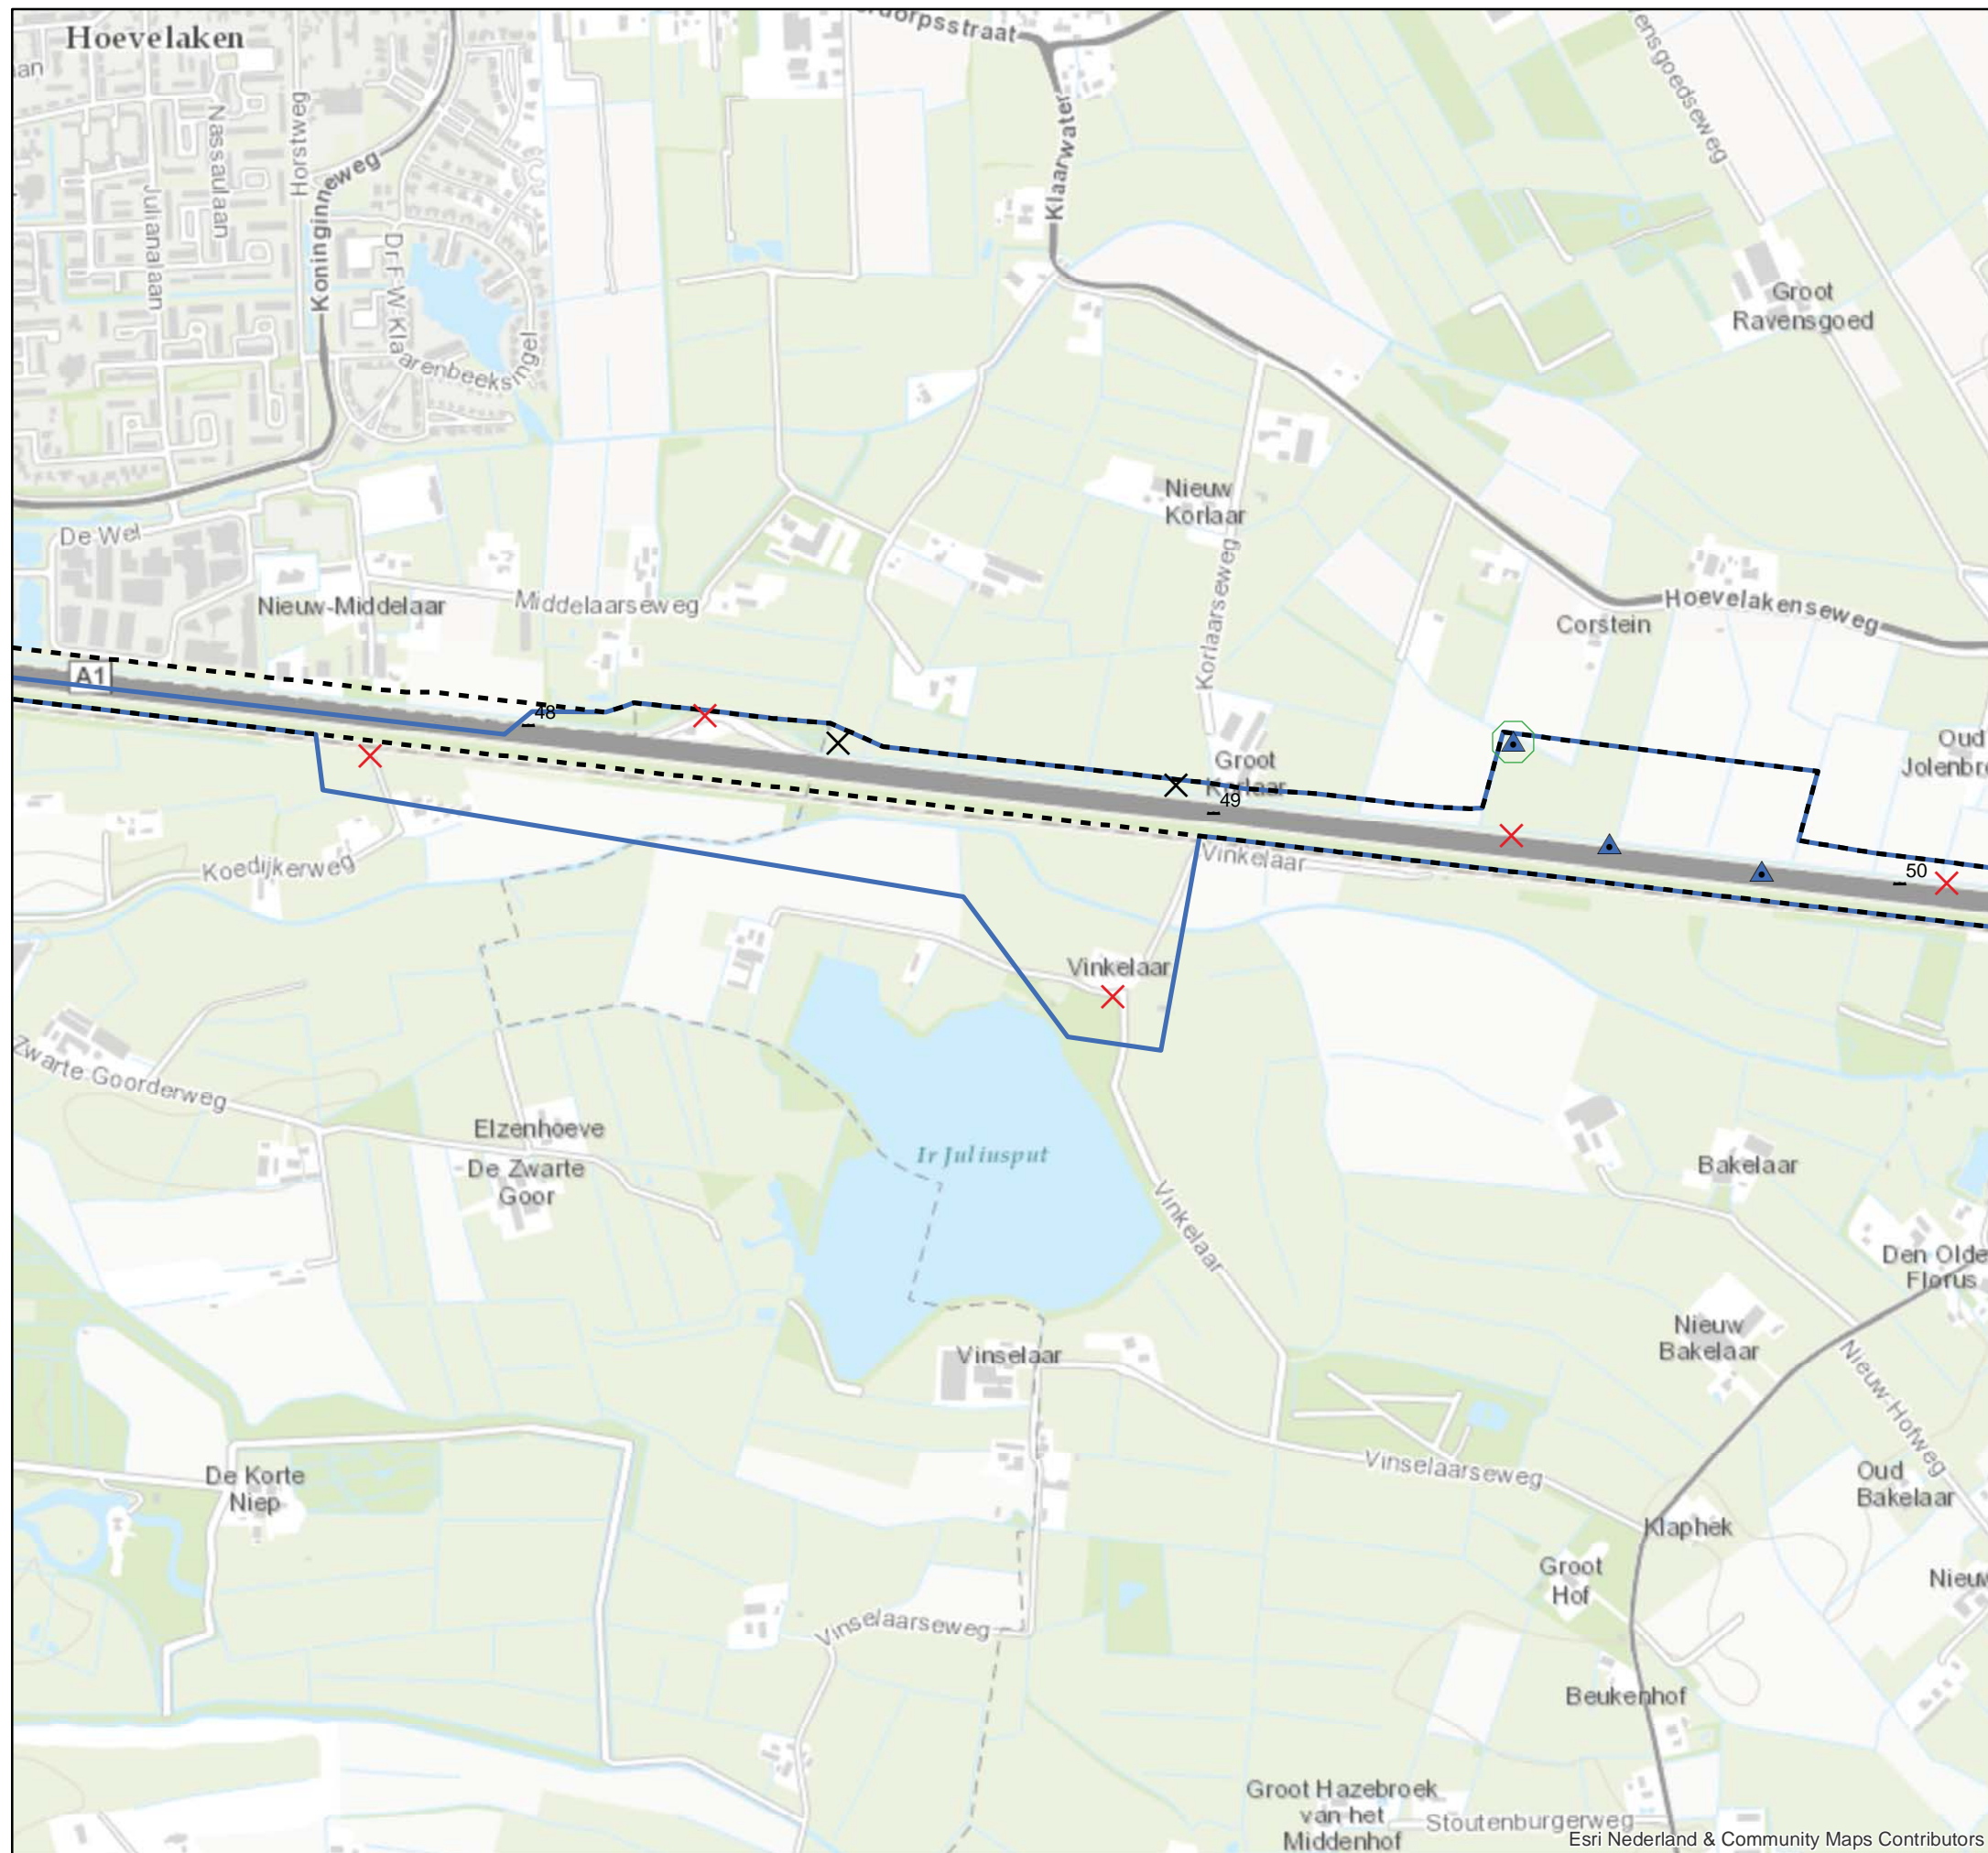 Hoevelaken
Nassaulaan
Horstweg
Julianalaan
Koninginneweg
Dr F W Klaarenbeeksingel
Klaarwater
Groot
Ravensgoed
Nieuw
Korlaar
De Wel
Nieuw-Middelaar
Middelaarseweg
Korlaarseweg
Hoevelakenseweg
Corstein
A1
48
Groot
Korlaar
49
Oud
50
Vinkelaar
Koedijkerweg
Vinkelaar
Zwarte Goorderweg
Elzenhoeve
De Zwarte
Goor
Ir Juliusput
Vinkelaar
Bakelaar
Den Olde
Florus
Nieuw
Bakelaar
Vinselaar
Nieuw-Hofweg
Vinselaarseweg
De Korte
Niep
Oud
Bakelaar
Klaphek
Groot
Hof
Vinselaarseweg
Beukenhof
Groot Hazebroek
van het
Middenhof
Stoutenburgerweg
Esri Nederland & Community Maps Contributors